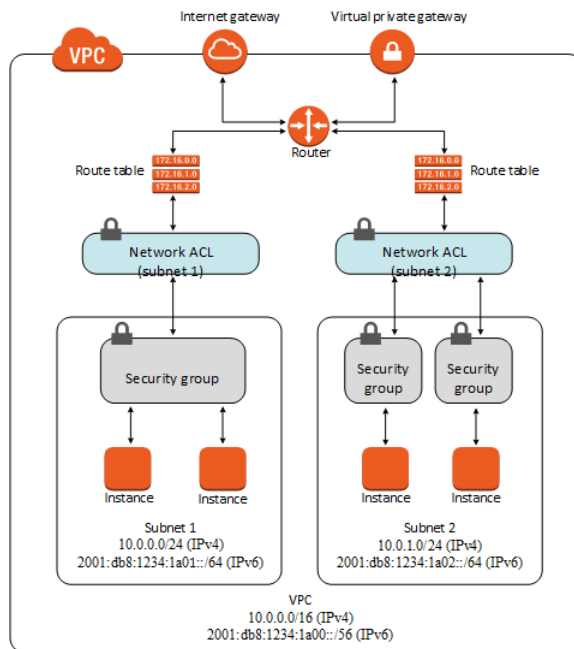 Internet gateway
Virtual private gateway
VPC
Router
Route table
172.16.0.0
172.16.1.0
172.16.2.0
172.16.0.0
172.16.1.0
172.16.2.0
Route table
Network ACL
(subnet 1)
Network ACL
(subnet 2)
Security group
Security
group
Security
group
Instance
Instance
Instance
Instance
Subnet 1
10.0.0.0/24 (IPv4)
2001:db8:1234:1a01::/64 (IPv6)
Subnet 2
10.0.1.0/24 (IPv4)
2001:db8:1234:1a02::/64 (IPv6)
VPC
10.0.0.0/16 (IPv4)
2001:db8:1234:1a00::/56 (IPv6)